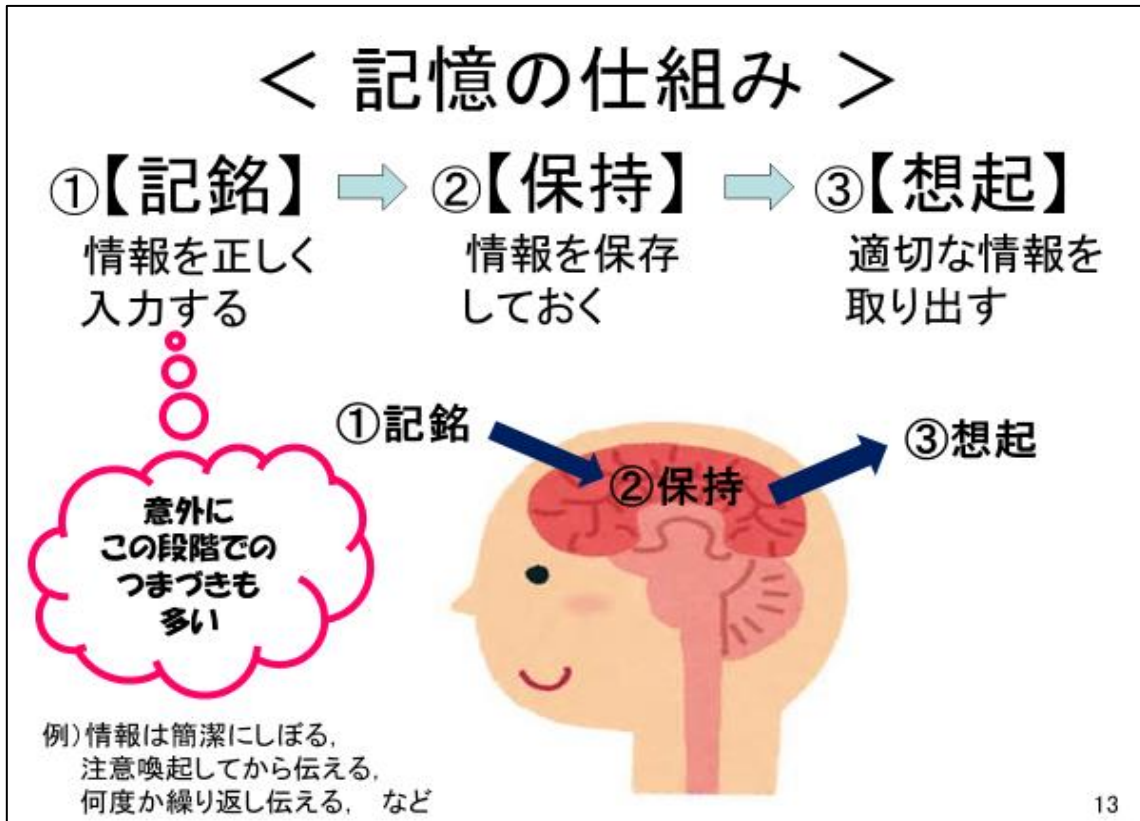 ＜ 記憶の仕組み ＞
①【記銘】 ②【保持】 ③【想起】
情報を正しく
入力する
情報を保存
しておく
適切な情報を
取り出す
①記銘
②保持
③想起
意外に
この段階での
つまづきも
多い
例）情報は簡潔にしぼる，
注意喚起してから伝える，
何度か繰り返し伝える， など
13